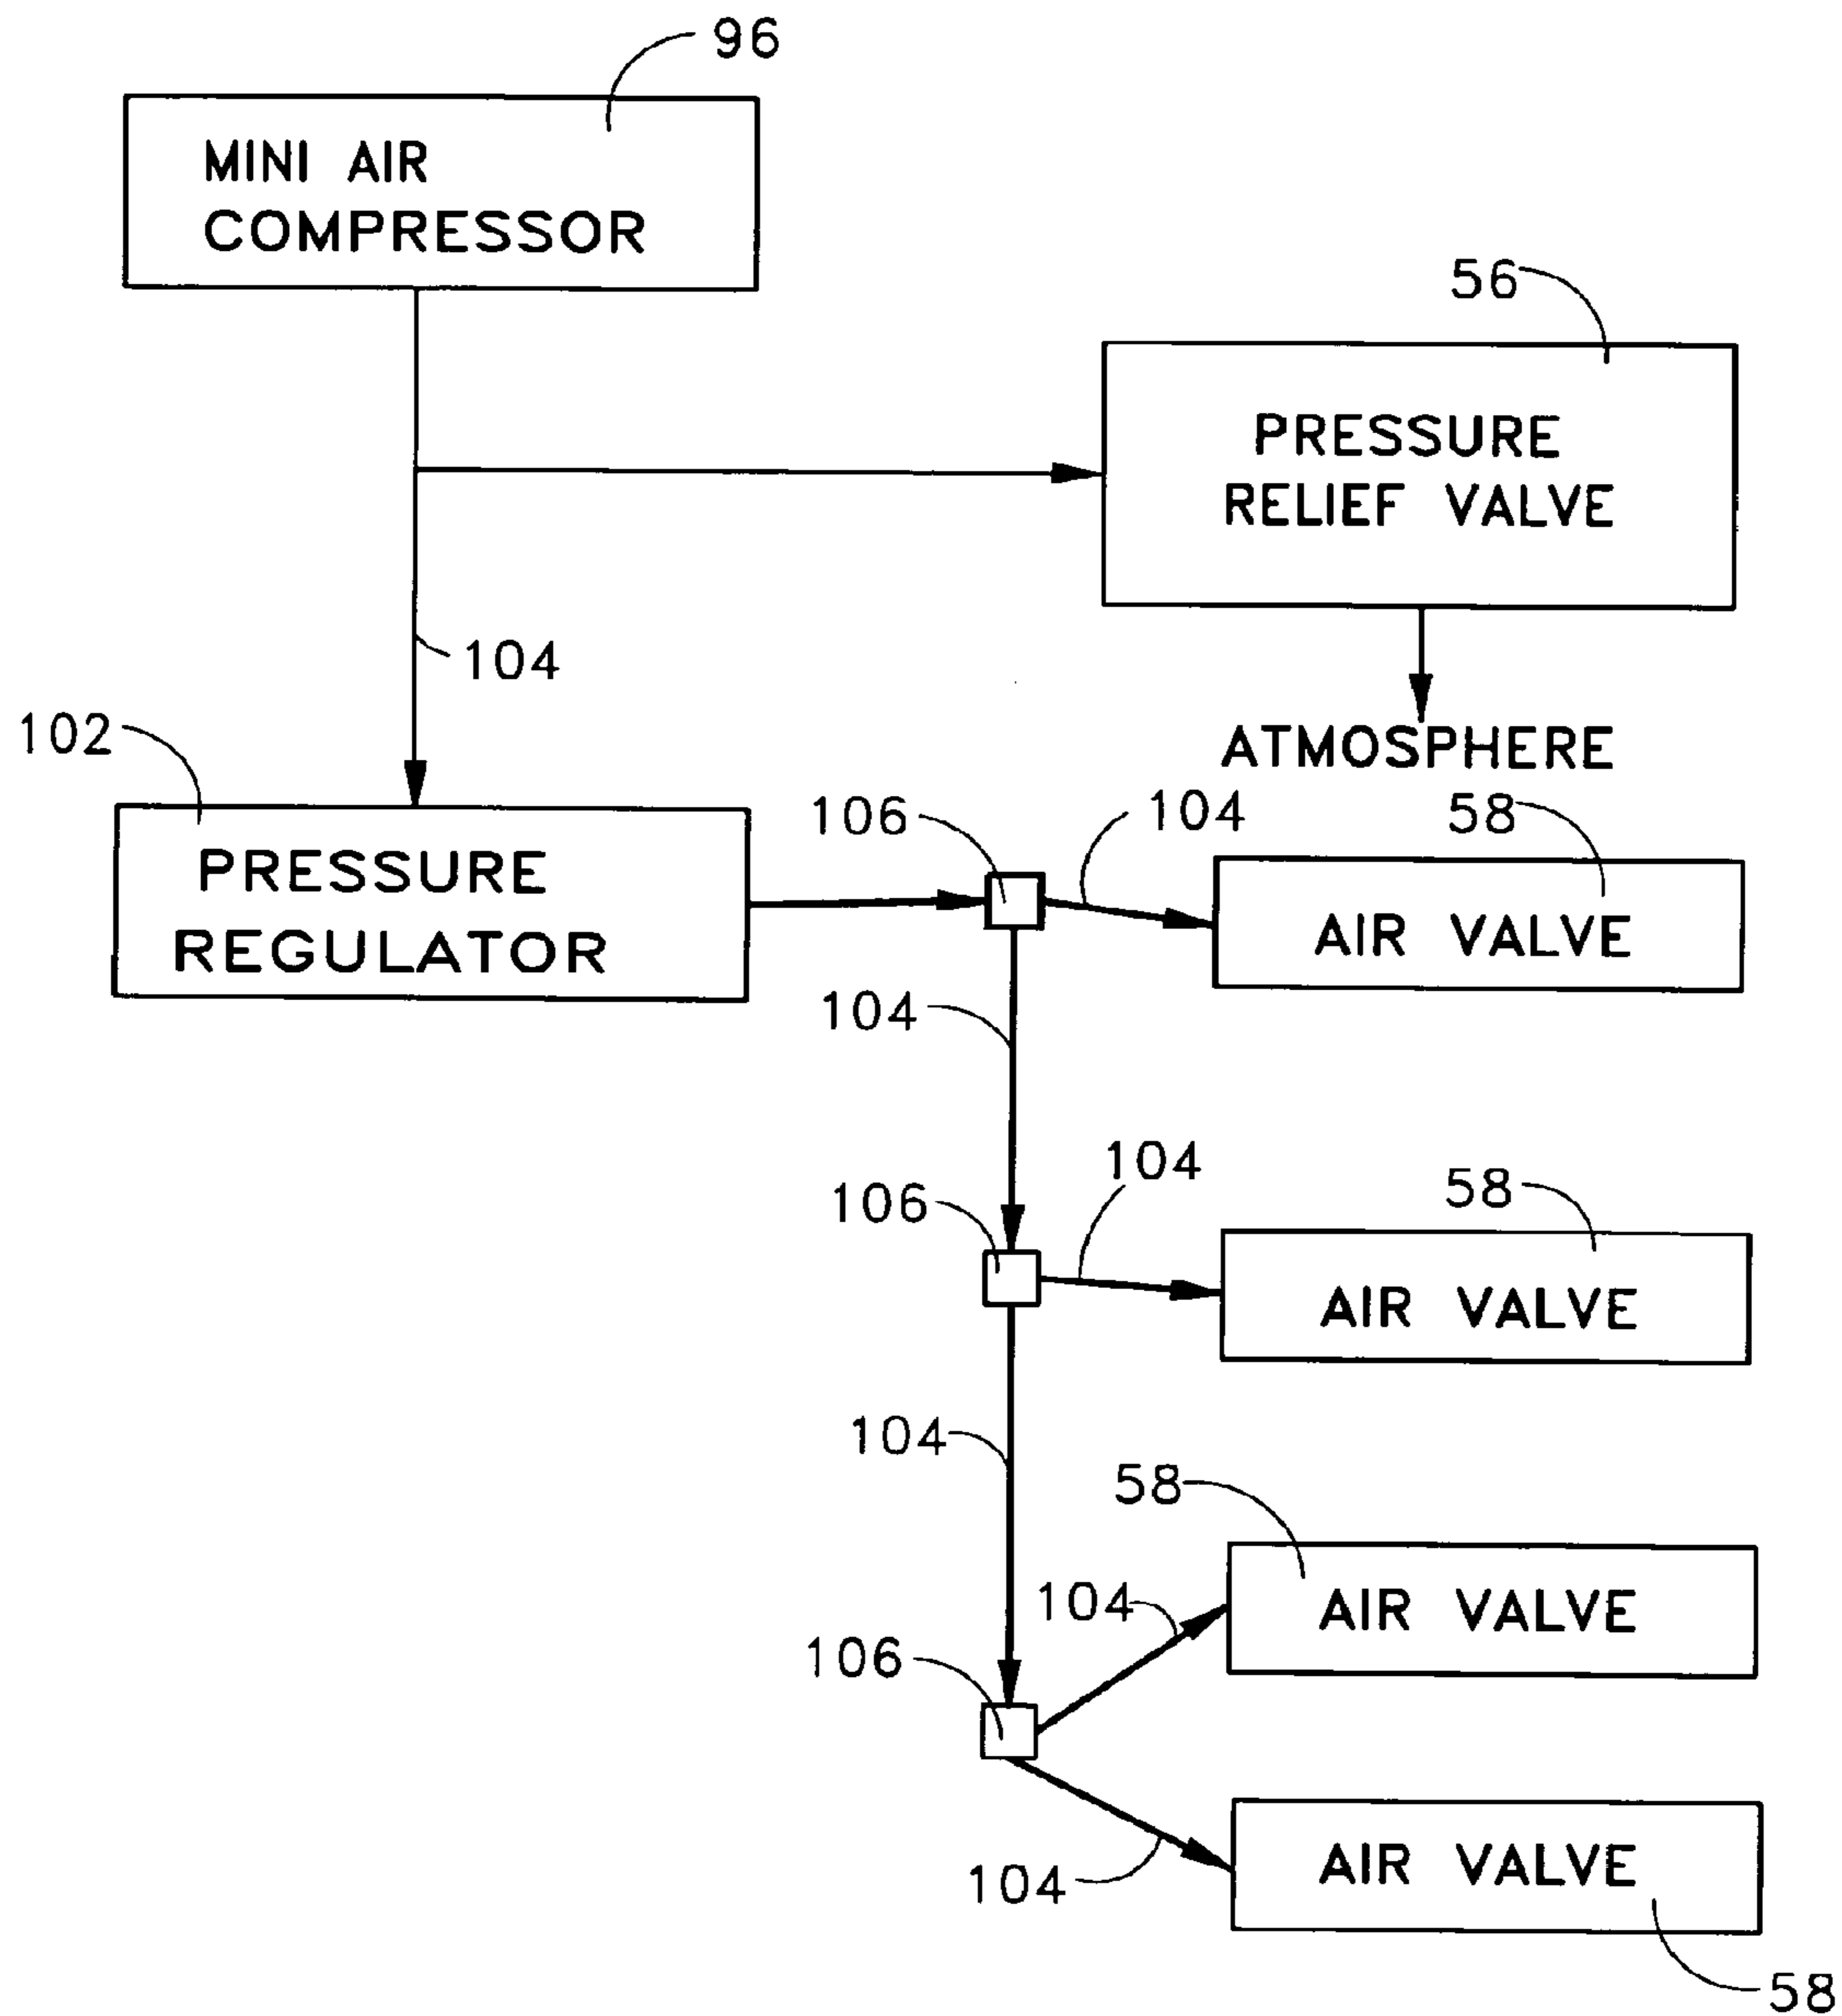 96
MINI AIR
COMPRESSOR
56
PRESSURE
RELIEF VALVE
104
ATMOSPHERE
102
PRESSURE
REGULATOR
106
104
58
AIR VALVE
104
106
104
58
AIR VALVE
104
58
AIR VALVE
104
106
104
AIR VALVE
58